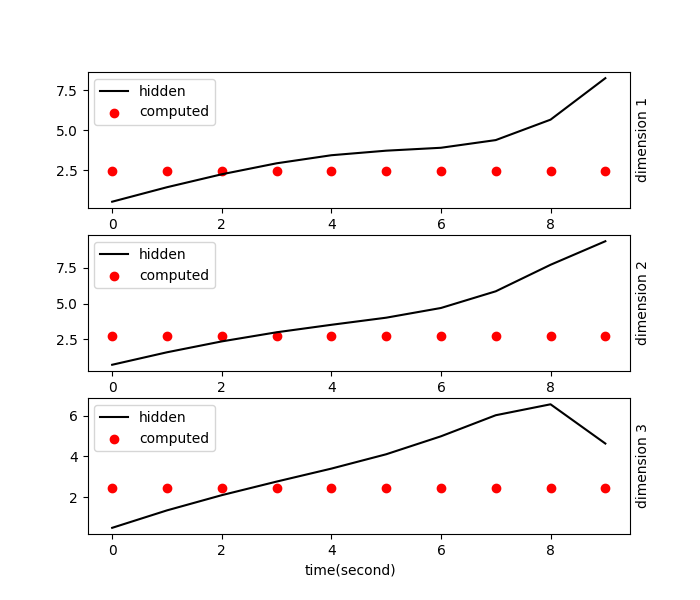 7.5
5.0
2.5
hidden
computed
dimension 1
0 2 4 6 8
7.5
5.0
2.5
hidden
computed
dimension 2
0 2 4 6 8
6
4
2
hidden
computed
dimension 3
0 2 4 6 8
time(second)